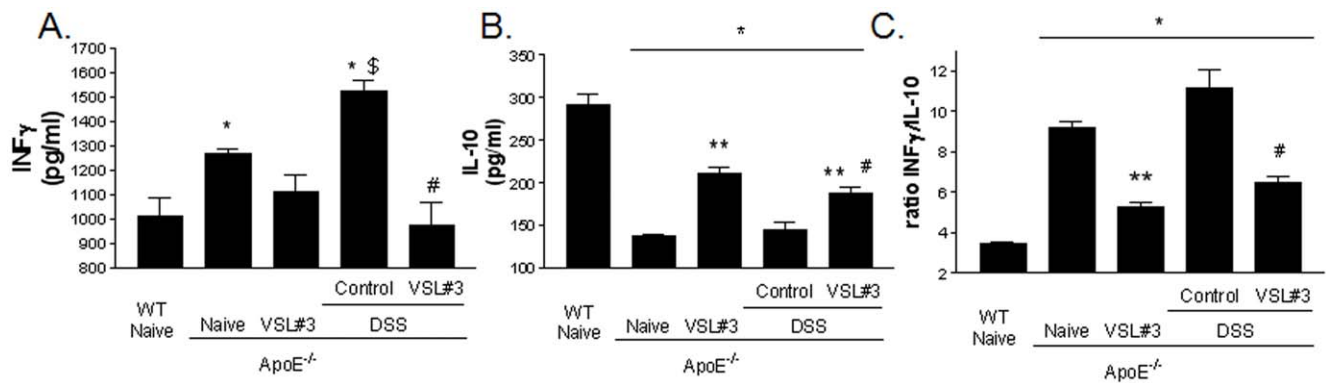 A.
INFγ
(pg/ml)
1700
1600
1500
1400
1300
1200
1100
1000
900
800
*
* $
#
Control VSL#3
WT
Naive
Naive VSL#3 DSS
ApoE-/-
B.
IL-10
(pg/ml)
350
300
250
200
150
100
*
**
** #
Control VSL#3
WT
Naive
Naive VSL#3 DSS
ApoE-/-
C.
ratio INFγ/IL-10
12
10
8
6
4
2
*
**
#
Control VSL#3
WT
Naive
Naive VSL#3 DSS
ApoE-/-